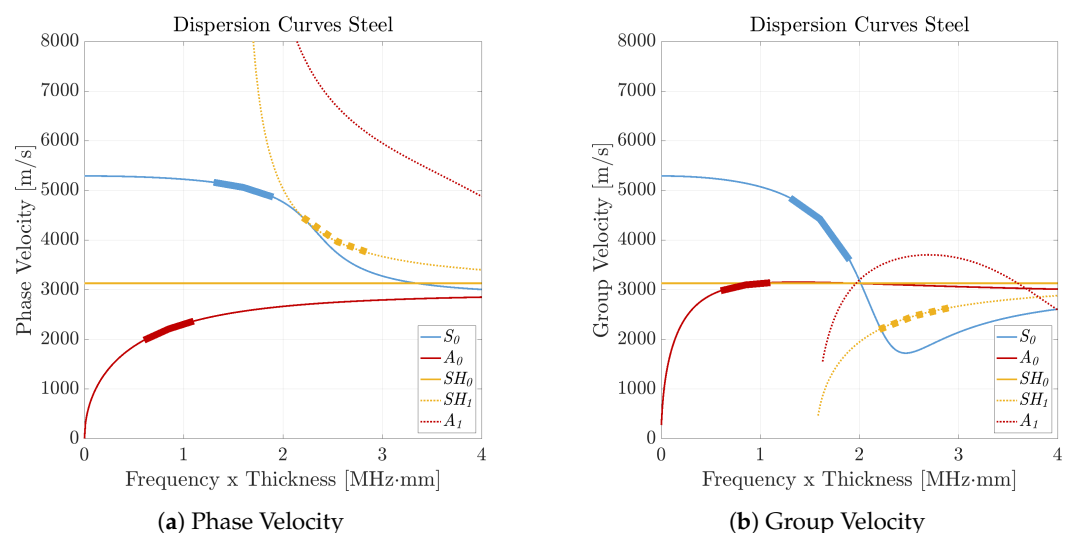 Dispersion Curves Steel
8000
7000
6000
5000
4000
3000
2000
1000
0
Phase Velocity [m/s]
0 1 2 3 4
Frequency x Thickness [MHz·mm]
S0
A0
SH0
SH1
A1
(a) Phase Velocity
Dispersion Curves Steel
8000
7000
6000
5000
4000
3000
2000
1000
0
Group Velocity [m/s]
0 1 2 3 4
Frequency x Thickness [MHz·mm]
S0
A0
SH0
SH1
A1
(b) Group Velocity